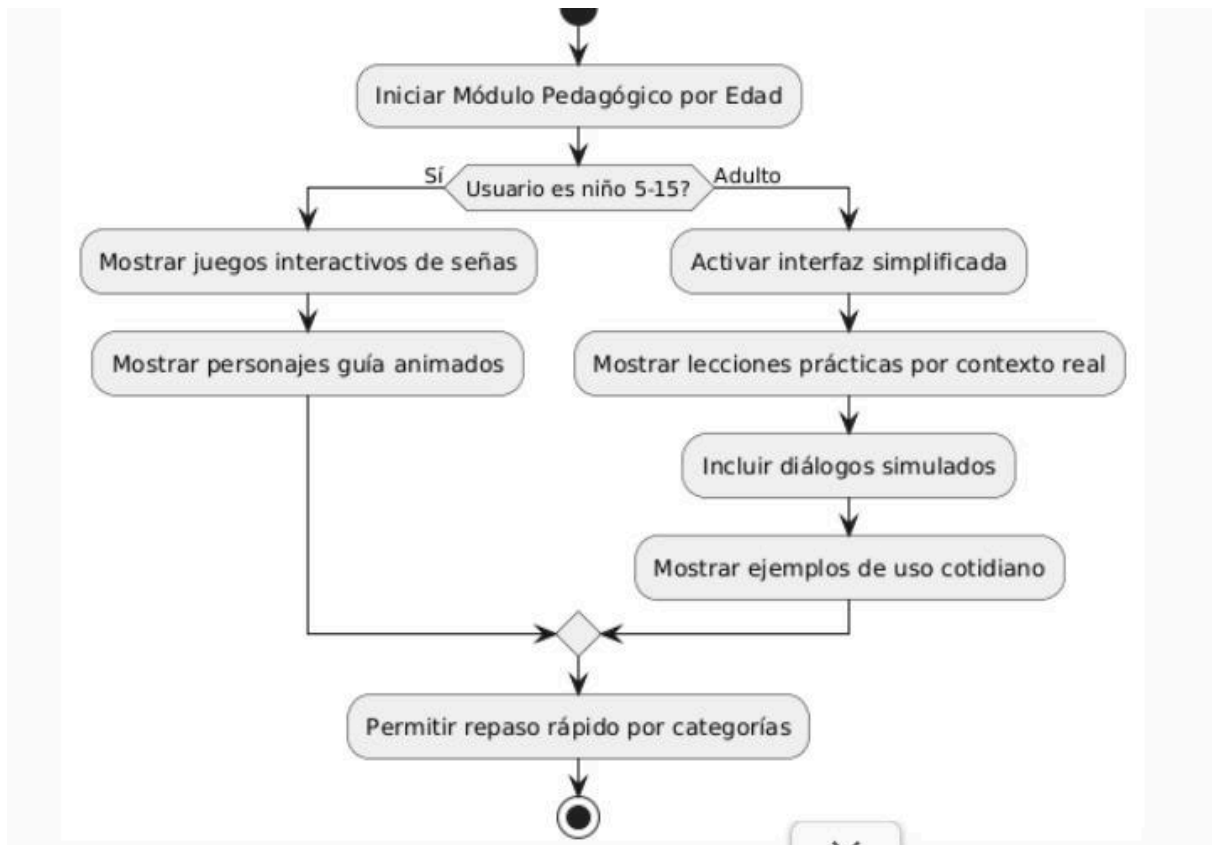 Iniciar Módulo Pedagógico por Edad
Sí
Usuario es niño 5-15?
Adulto
Mostrar juegos interactivos de señas
Activar interfaz simplificada
Mostrar personajes guía animados
Mostrar lecciones prácticas por contexto real
Incluir diálogos simulados
Mostrar ejemplos de uso cotidiano
Permitir repaso rápido por categorías